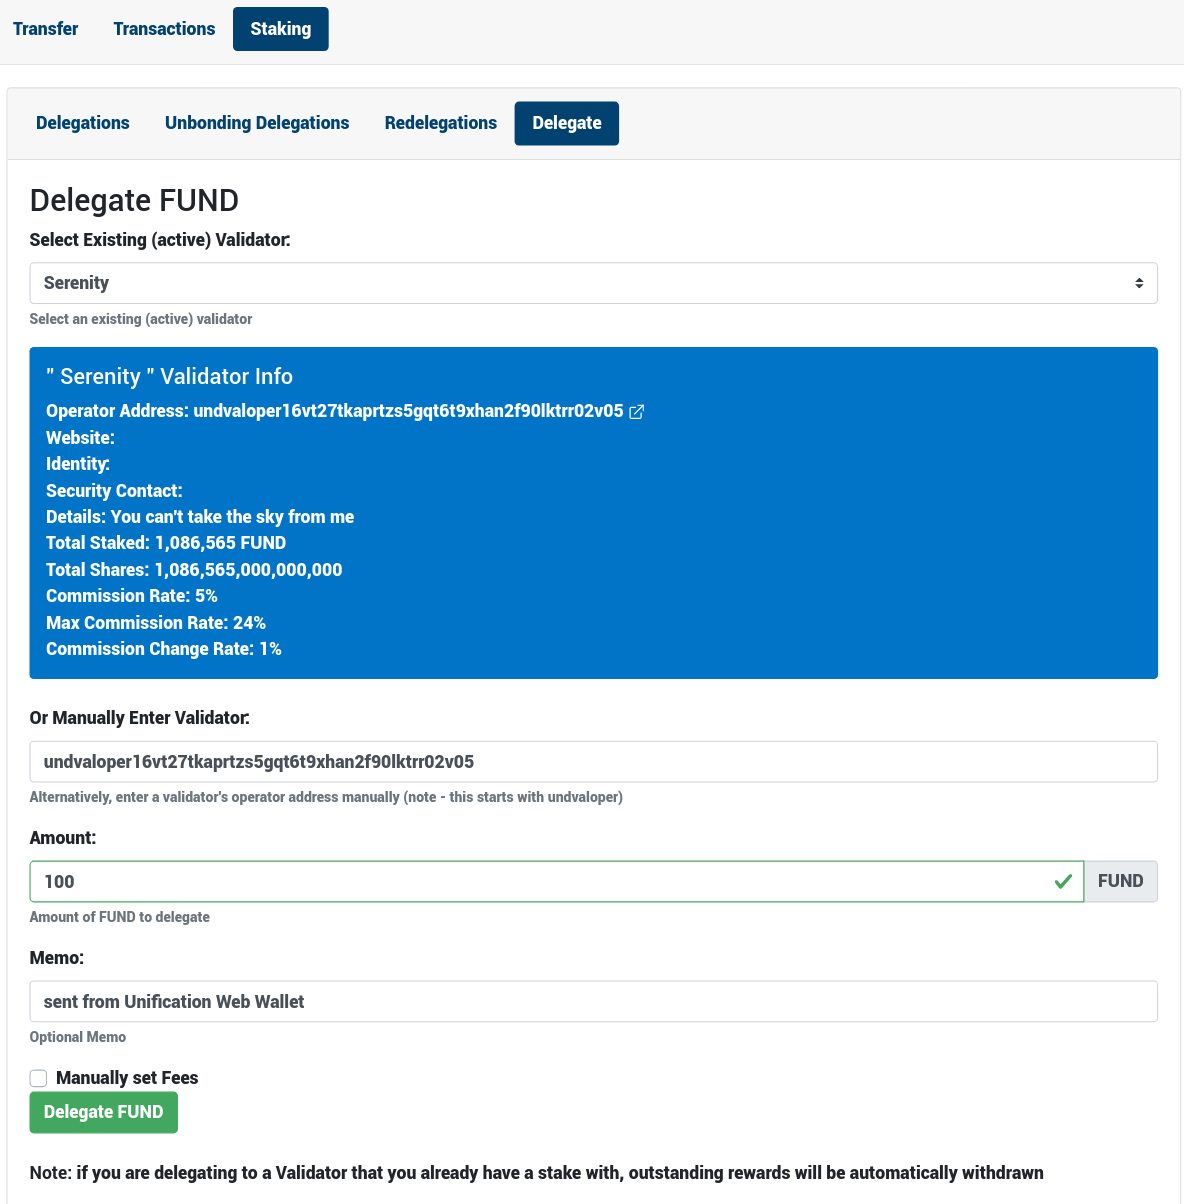 Transfer Transactions Staking
Delegations Unbonding Delegations Redelegations Delegate
Delegate FUND
Select Existing (active) Validator:
Serenity
Select an existing (active) validator
" Serenity " Validator Info
Operator Address: undvaloper16vt27tkaprtzs5gqt6t9xhan2f90lktrr02v05
Website:
Identity:
Security Contact:
Details: You can't take the sky from me
Total Staked: 1,086,565 FUND
Total Shares: 1,086,565,000,000,000
Commission Rate: 5%
Max Commission Rate: 24%
Commission Change Rate: 1%
Or Manually Enter Validator:
undvaloper16vt27tkaprtzs5gqt6t9xhan2f90lktrr02v05
Alternatively, enter a validator's operator address manually (note - this starts with undvaloper)
Amount:
100 FUND
Amount of FUND to delegate
Memo:
sent from Unification Web Wallet
Optional Memo
Manually set Fees
Delegate FUND
Note: if you are delegating to a Validator that you already have a stake with, outstanding rewards will be automatically withdrawn